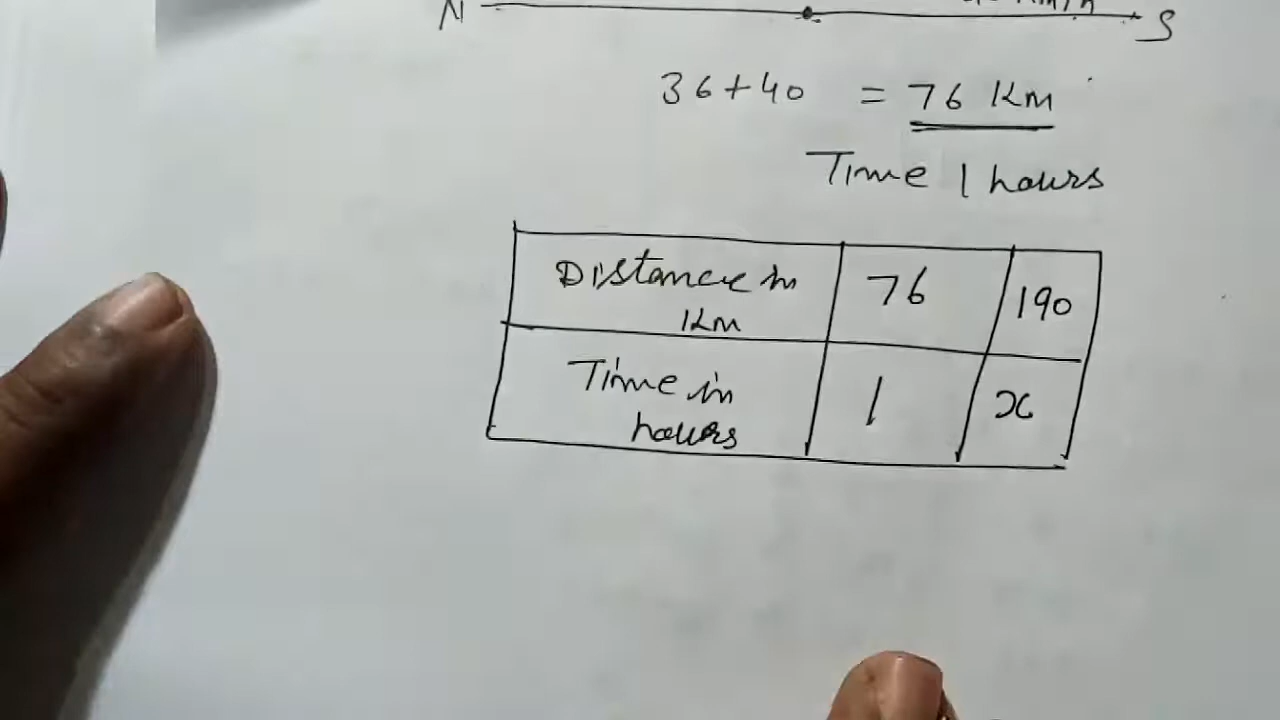 N S
36+40 = 76 Km
Time 1 hours
Distance in 76 190
Km
Time in 1 x
hours